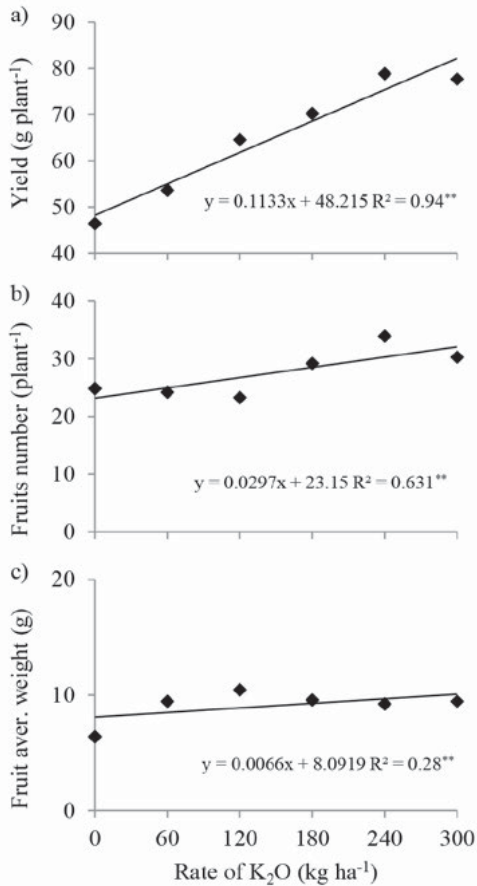 a)
Yield (g plant⁻¹)
90
80
70
60
50
40
y = 0.1133x + 48.215 R² = 0.94**
b)
Fruits number (plant⁻¹)
40
30
20
10
0
y = 0.0297x + 23.15 R² = 0.631**
c)
Fruit aver. weight (g)
20
10
0
y = 0.0066x + 8.0919 R² = 0.28**
0 60 120 180 240 300
Rate of K₂O (kg ha⁻¹)